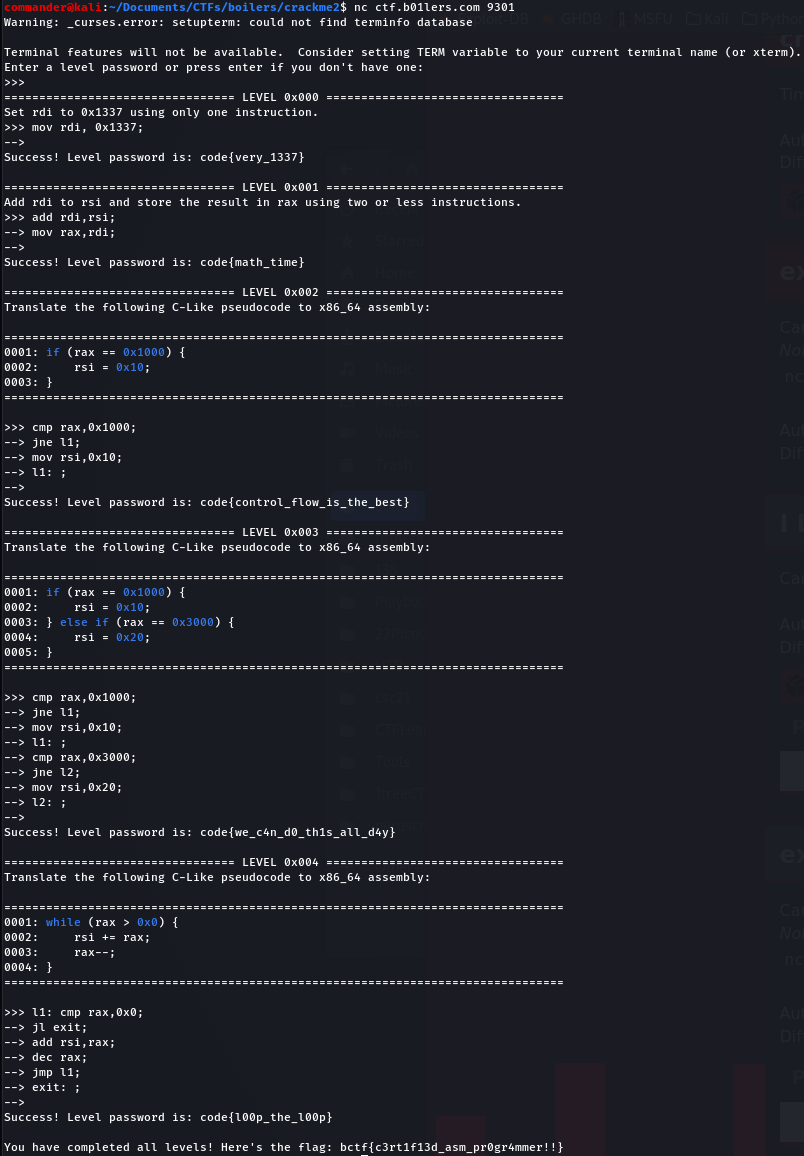 commander@kali:~/Documents/CTFs/boilers/crackme2$ nc ctf.b01lers.com 9301
Warning: _curses.error: setupterm: could not find terminfo database

Terminal features will not be available.  Consider setting TERM variable to your current terminal name (or xterm).
Enter a level password or press enter if you don't have one:
>>>
================================= LEVEL 0x000 ==================================
Set rdi to 0x1337 using only one instruction.
>>> mov rdi, 0x1337;
-->
Success! Level password is: code{very_1337}

================================= LEVEL 0x001 ==================================
Add rdi to rsi and store the result in rax using two or less instructions.
>>> add rdi,rsi;
--> mov rax,rdi;
-->
Success! Level password is: code{math_time}

================================= LEVEL 0x002 ==================================
Translate the following C-Like pseudocode to x86_64 assembly:

================================================================================
0001: if (rax == 0x1000) {
0002:     rsi = 0x10;
0003: }
================================================================================

>>> cmp rax,0x1000;
--> jne l1;
--> mov rsi,0x10;
--> l1: ;
-->
Success! Level password is: code{control_flow_is_the_best}

================================= LEVEL 0x003 ==================================
Translate the following C-Like pseudocode to x86_64 assembly:

================================================================================
0001: if (rax == 0x1000) {
0002:     rsi = 0x10;
0003: } else if (rax == 0x3000) {
0004:     rsi = 0x20;
0005: }
================================================================================

>>> cmp rax,0x1000;
--> jne l1;
--> mov rsi,0x10;
--> l1: ;
--> cmp rax,0x3000;
--> jne l2;
--> mov rsi,0x20;
--> l2: ;
-->
Success! Level password is: code{we_c4n_d0_th1s_all_d4y}

================================= LEVEL 0x004 ==================================
Translate the following C-Like pseudocode to x86_64 assembly:

================================================================================
0001: while (rax > 0x0) {
0002:     rsi += rax;
0003:     rax--;
0004: }
================================================================================

>>> l1: cmp rax,0x0;
--> jl exit;
--> add rsi,rax;
--> dec rax;
--> jmp l1;
--> exit: ;
-->
Success! Level password is: code{l00p_the_l00p}

You have completed all levels! Here's the flag: bctf{c3rt1f13d_asm_pr0gr4mmer!!}